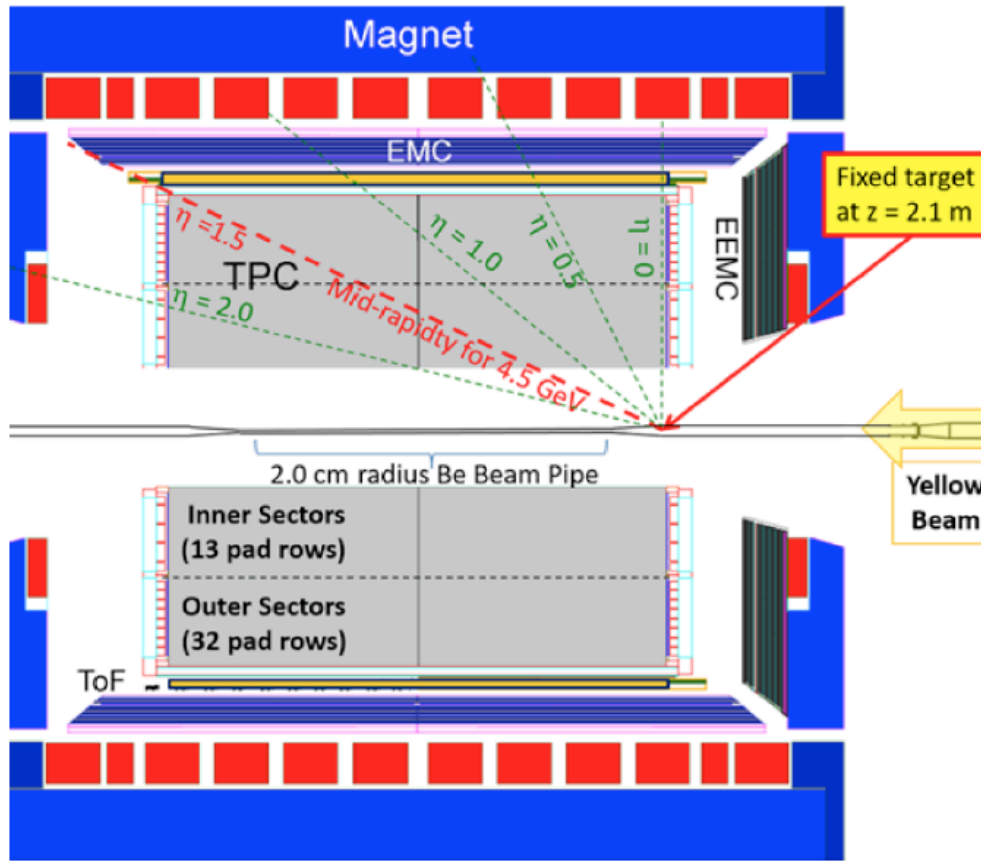 Magnet
EMC
Fixed target
at z = 2.1 m
η =1.5
η = 1.0
η=0.5
η=0
EEMC
TPC
η = 2.0
Mid-rapidty for 4.5 GeV
2.0 cm radius Be Beam Pipe
Yellow
Beam
Inner Sectors
(13 pad rows)
Outer Sectors
(32 pad rows)
ToF